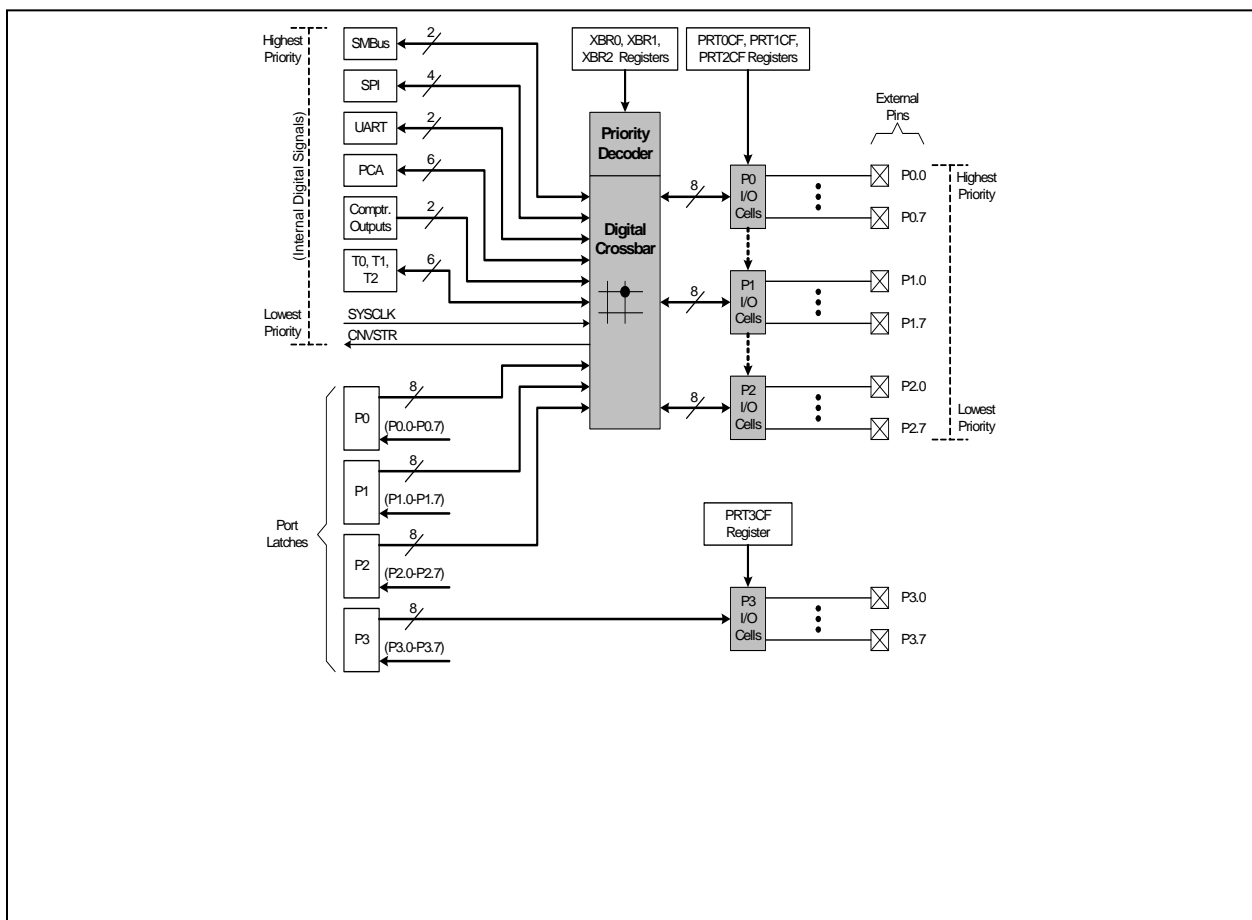 Highest
Priority
(Internal Digital Signals)
Lowest
Priority
SMBus
2
SPI
4
UART
2
PCA
6
Comptr.
Outputs
2
T0, T1,
T2
6
SYSCLK
CNVSTR
XBR0, XBR1,
XBR2 Registers
PRT0CF, PRT1CF,
PRT2CF Registers
Priority
Decoder
Digital
Crossbar
External
Pins
8
P0
I/O
Cells
P0.0
P0.7
Highest
Priority
8
P1
I/O
Cells
P1.0
P1.7
8
P2
I/O
Cells
P2.0
P2.7
Lowest
Priority
Port
Latches
P0
8
(P0.0-P0.7)
P1
8
(P1.0-P1.7)
P2
8
(P2.0-P2.7)
P3
8
(P3.0-P3.7)
PRT3CF
Register
P3
I/O
Cells
P3.0
P3.7